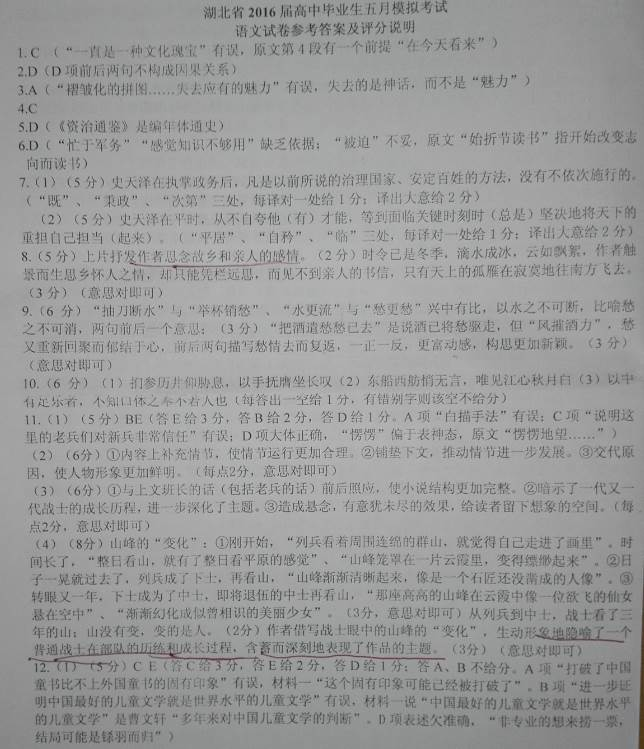 湖北省 2016 届高中毕业生五月模拟考试
语文试卷参考答案及评分说明
1.C （“一直是一种文化瑰宝”有误，原文第 4 段有一个前提“在今天看来”）
2.D（D 项前后两句不构成因果关系）
3.A（“褶皱化的拼图……失去应有的魅力”有误，失去的是神话，而不是“魅力”）
4.C
5.D（《资治通鉴》是编年体通史）
6.D（“忙于军务”“感觉知识不够用”缺乏依据；“被迫”不妥，原文“始折节读书”指开始改变志
向而读书）
7.（1）（5 分）史天泽在执掌政务后，凡是以前所说的治理国家、安定百姓的方法，没有不依次施行的。
（“既”、“秉政”、“次第”三处，每译对一处给 1 分；译出大意给 2 分）
（2）（5 分）史天泽在平时，从不自夸他（有）才能，等到面临关键时刻时（总是）坚决地将天下的
重担自己担当（起来）。（“平居”、“自矜”、“临”三处，每译对一处给 1 分；译出大意给 2 分）
8.（5 分）上片抒发作者思念故乡和亲人的感情。（2 分）时令已是冬季，滴水成冰，云如飘絮，作者触
景而生思乡怀人之情，却只能凭栏远思，而见不到亲人的书信，只有天上的孤雁在寂寞地往南方飞去。
（3 分）（意思对即可）
9.（6 分）“抽刀断水”与“举杯销愁”、“水更流”与“愁更愁”兴中有比，以水之不可断，比喻愁
之不可消，两句前后一个意思；（3 分）“把酒遣愁愁已去”是说酒已将愁驱走，但“风摧酒力”，愁
又重新回聚而郁结于心，前后两句描写愁情去而复返，一正一反，更富动感，构思更加新颖。（3 分）
（意思对即可）
10.（6 分）（1）扪参历井仰胁息，以手抚膺坐长叹（2）东船西舫悄无言，唯见江心秋月白（3）以中
有足乐者，不知口体之奉不若人也（每答出一空给 1 分，有错别字则该空不给分）
11.（1）（5 分）BE（答 E 给 3 分，答 B 给 2 分，答 D 给 1 分。A 项“白描手法”有误；C 项“说明这
里的老兵们对新兵非常信任”有误；D 项大体正确，“愣愣”偏于表神态，原文“愣愣地望……”）
（2）（6分）①内容上补充情节，使情节运行更加合理。②铺垫下文，推动情节进一步发展。③交代原
因，使人物形象更加鲜明。（每点2分，意思对即可）
（3）（6分）①与上文班长的话（包括老兵的话）前后照应，使小说结构更加完整。②暗示了一代又一
代战士的成长历程，进一步深化了主题。③造成悬念，有意犹未尽的效果，给读者留下想象的空间。（每
点2分，意思对即可）
（4）（8分）山峰的“变化”：①刚开始，“列兵看着周围连绵的群山，就觉得自己走进了画里”。时
间长了，“整日看山，就有了整日看平原的感觉”、“山峰笼罩在一片云霞里，变得缥缈起来”。②日
子一晃就过去了，列兵成了下士，再看山，“山峰渐渐清晰起来，像是一个石匠还没凿成的人像”。③
转眼又一年，下士成为了中士，即将退伍的中士再看山，“那座高高的山峰在云霞中像一位欲飞的仙女
悬在空中”、“渐渐幻化成似曾相识的美丽少女”。（3分，意思对即可）从列兵到中士，战士看了三
年的山；山没有变，变的是人。（2分）作者借写战士眼中的山峰的“变化”，生动形象地隐喻了一个
普通战士在部队的历练和成长过程，含蓄而深刻地表现了作品的主题。（3分）（意思对即可）
12.（1）（5分）C E（答 C 给 3 分，答 E 给 2 分，答 D 给 1 分；答 A、B 不给分。A 项“打破了中国
童书比不上外国童书的固有印象”有误，材料一“这个固有印象可能已经被打破了”。B 项“进一步证
明中国最好的儿童文学就是世界水平的儿童文学”有误，材料一说“中国最好的儿童文学就是世界水平
的儿童文学”是曹文轩“多年来对中国儿童文学的判断”。D 项表述欠准确，“非专业的想来捞一票，
结局可能是铩羽而归”）